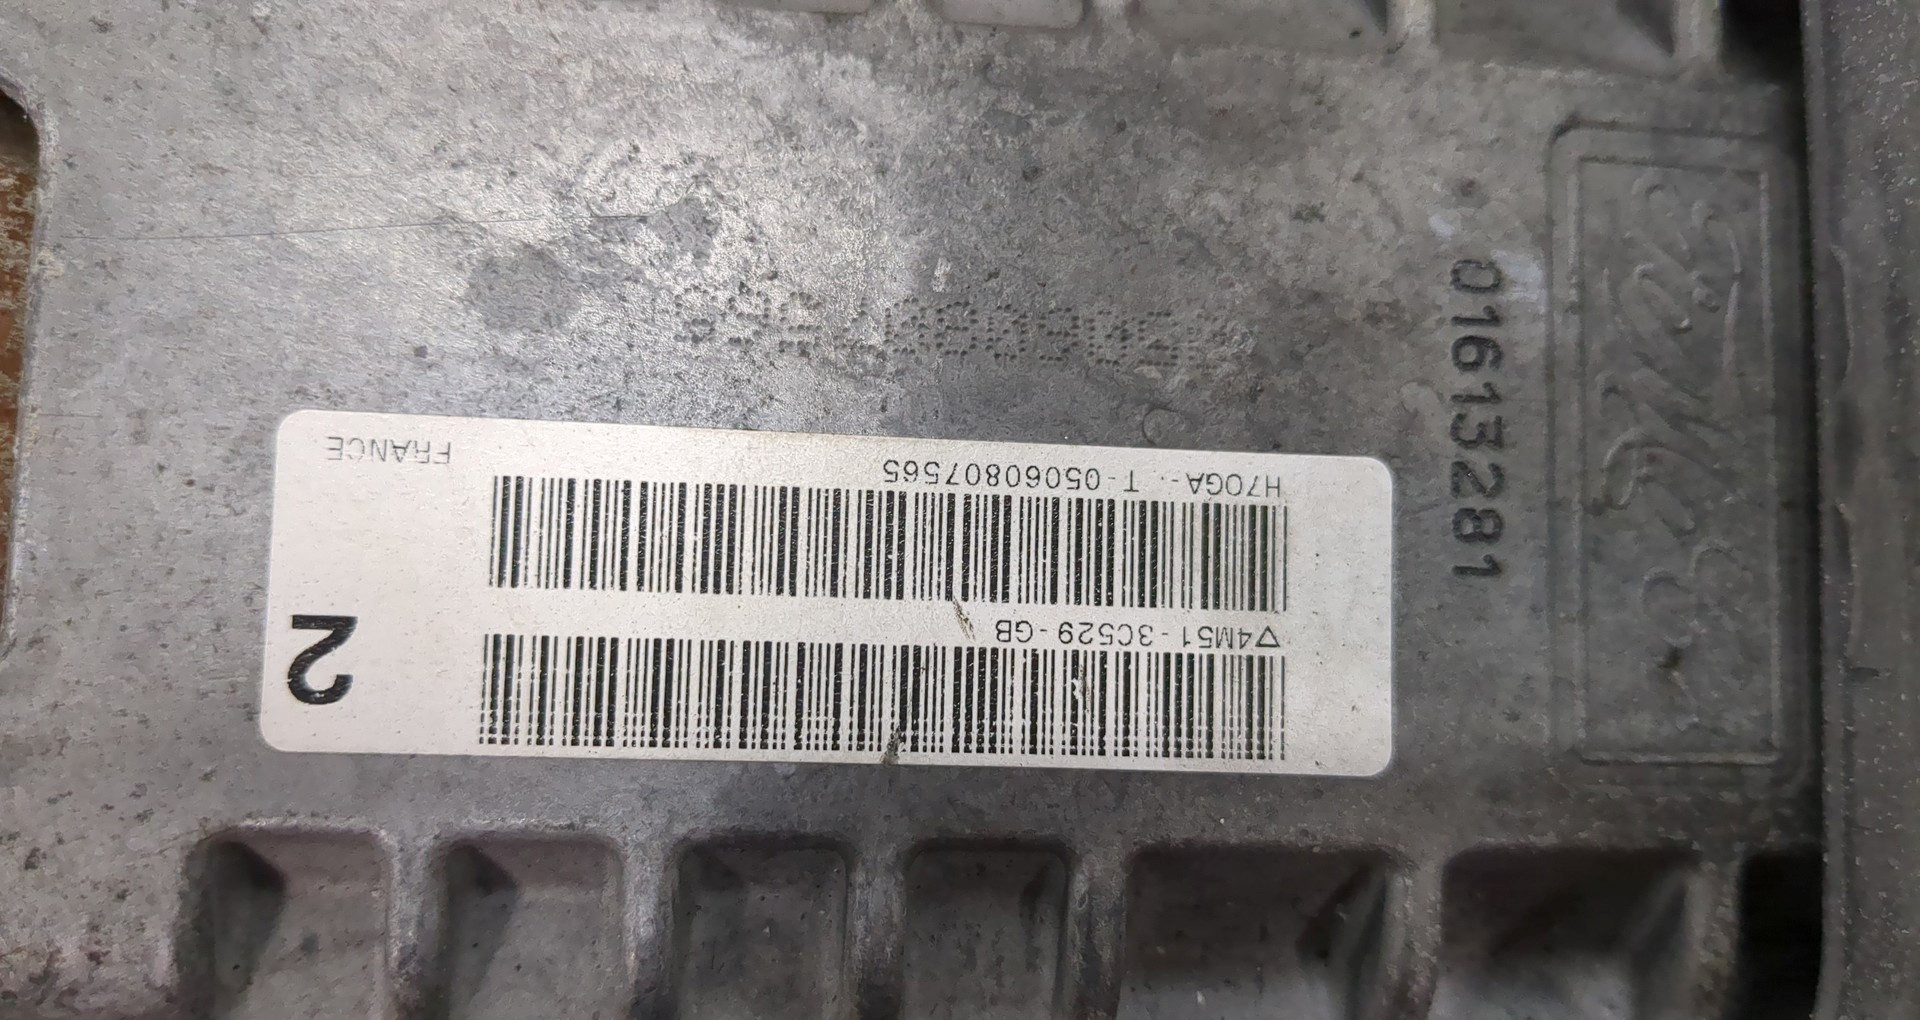 ▽4M51-3C529-GB
H7OGA-. T-05060807565
FRANCE
2
01613281